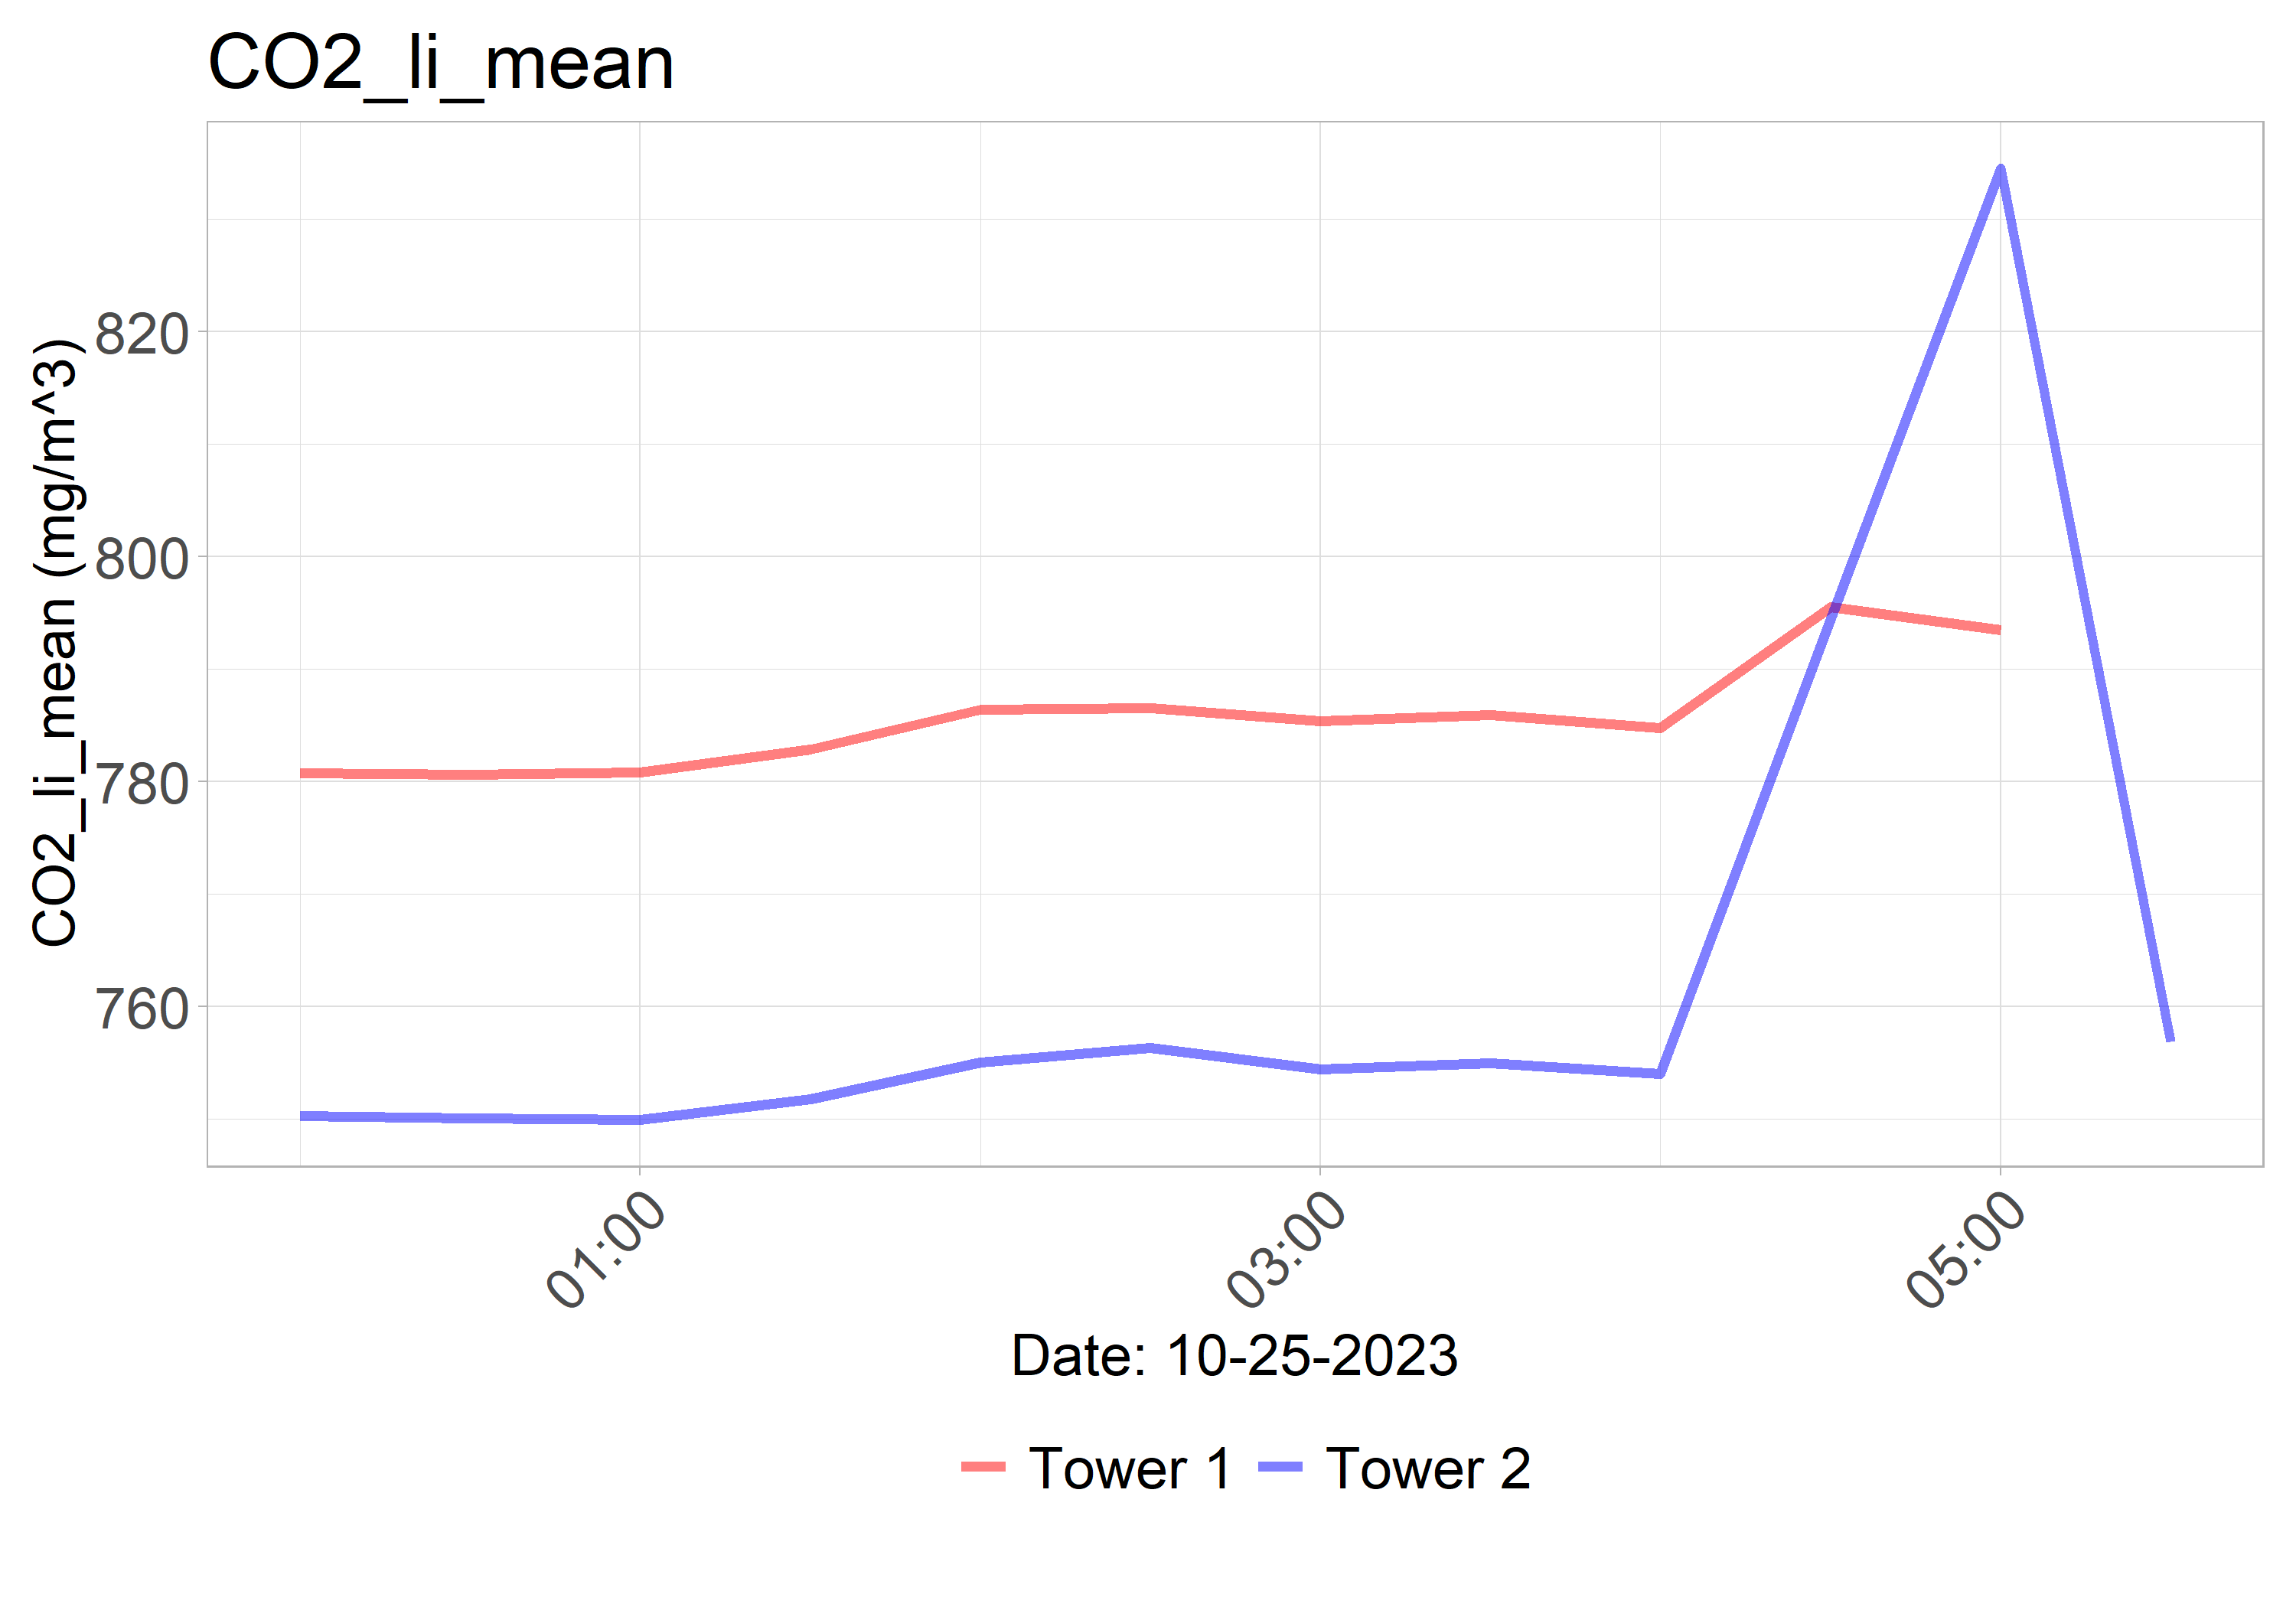 CO2_li_mean
CO2_li_mean (mg/m^3)
820
800
780
760
01:00
03:00
05:00
Date: 10-25-2023
Tower 1
Tower 2